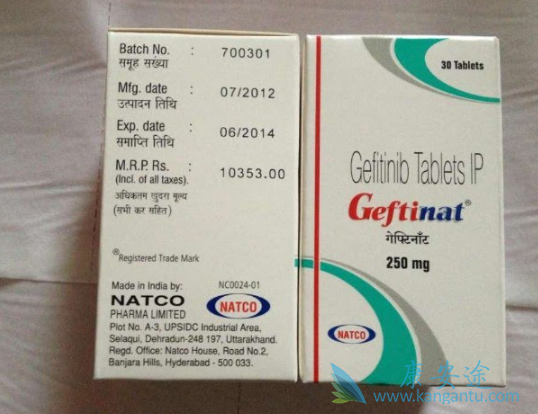 Batch No. : 700301
समूह संख्या
Mfg. date : 07/2012
उत्पादन तिथि
Exp. date : 06/2014
समाप्ति तिथि
M.R.P. Rs. : 10353.00
(Incl. of all taxes).
अधिकतम खुदरा मूल्य
(सभी कर सहित)
®Registered Trade Mark
Made in India by: NC0024-01
NATCO NATCO
PHARMA LIMITED
Plot No. A-3, UPSIDC Industrial Area,
Selaqui, Dehradun-248 197, Uttarakhand.
Regd. Office: Natco House, Road No.2,
Banjara Hills, Hyderabad - 500 033.
30 Tablets
Gefitinib Tablets IP
Geftinat®
गेफ्टिनॉट
250 mg
NATCO
康安途
www.kangantu.com